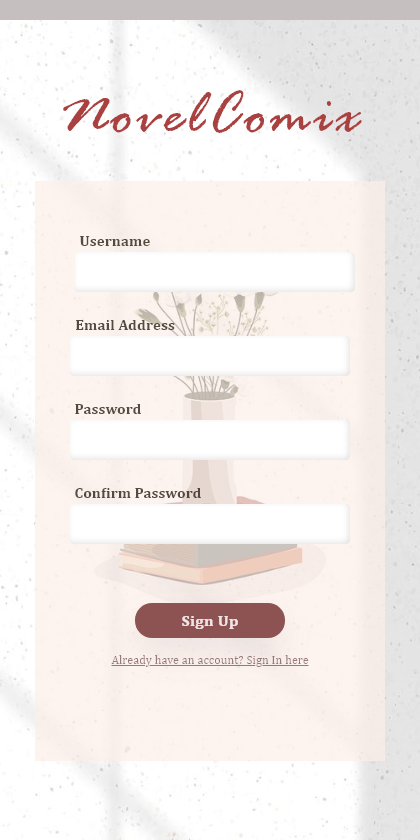 NovelComix
Username
Email Address
Password
Confirm Password
Sign Up
Already have an account? Sign In here